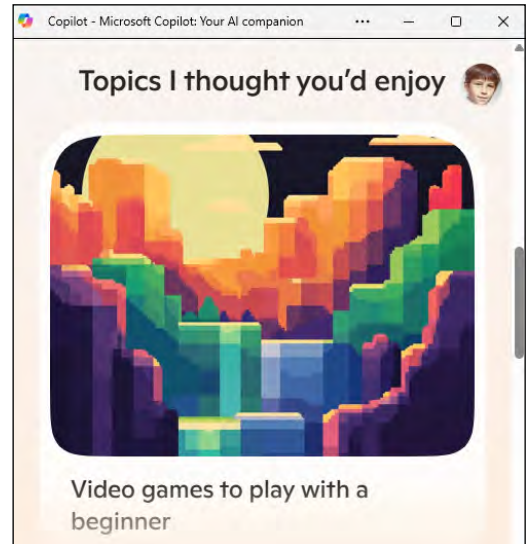 Copilot - Microsoft Copilot: Your AI companion
Topics I thought you’d enjoy
Video games to play with a
beginner